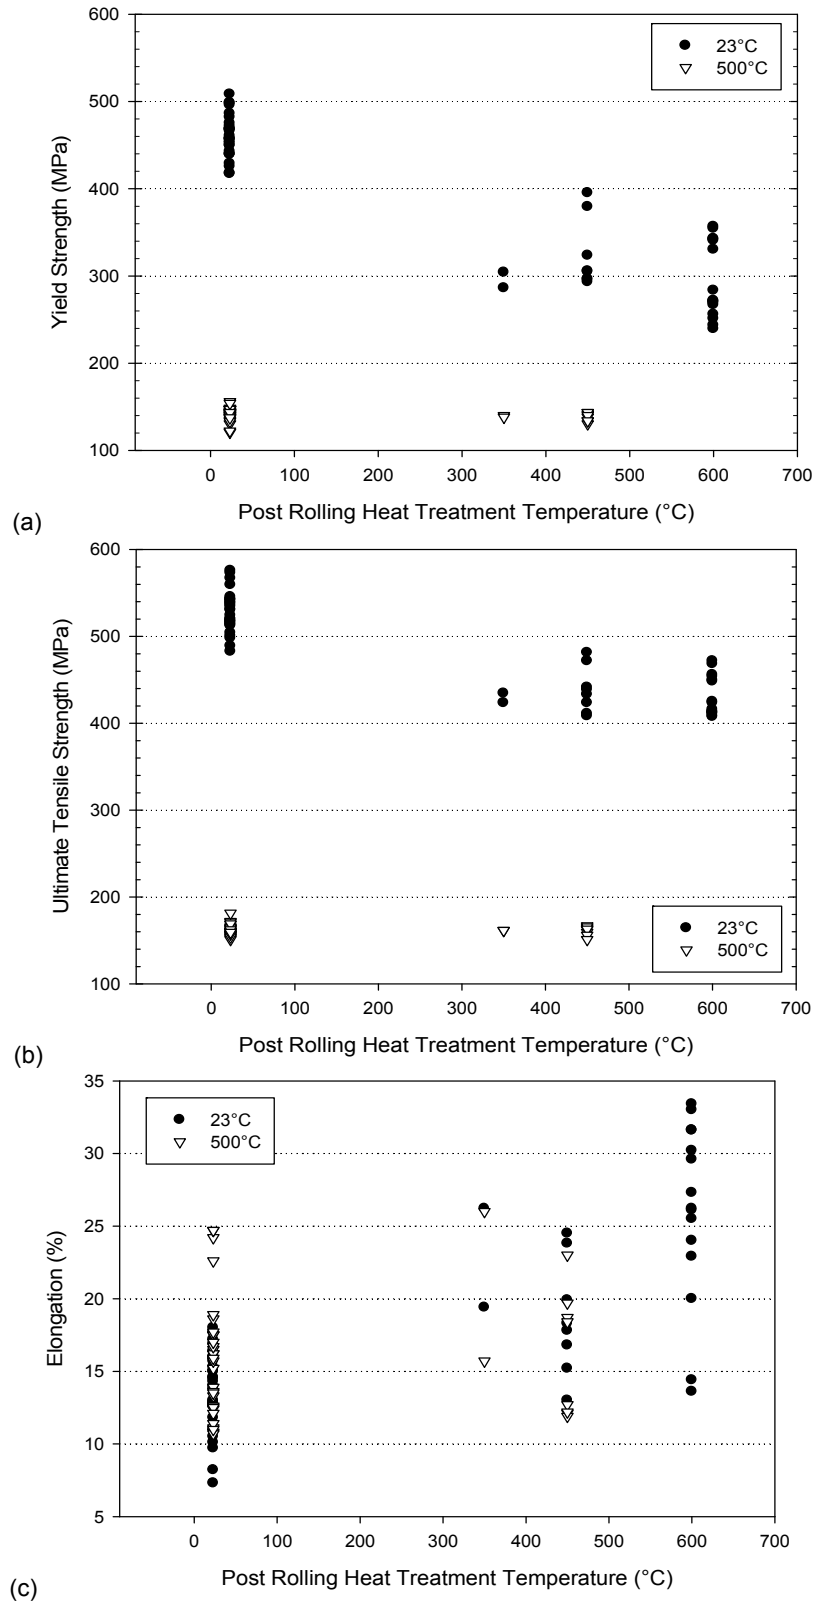 600
500
400
300
200
100
Yield Strength (MPa)
23°C
500°C
0 100 200 300 400 500 600 700
Post Rolling Heat Treatment Temperature (°C)
(a)
600
500
400
300
200
100
Ultimate Tensile Strength (MPa)
23°C
500°C
0 100 200 300 400 500 600 700
Post Rolling Heat Treatment Temperature (°C)
(b)
35
30
25
20
15
10
5
Elongation (%)
23°C
500°C
0 100 200 300 400 500 600 700
Post Rolling Heat Treatment Temperature (°C)
(c)